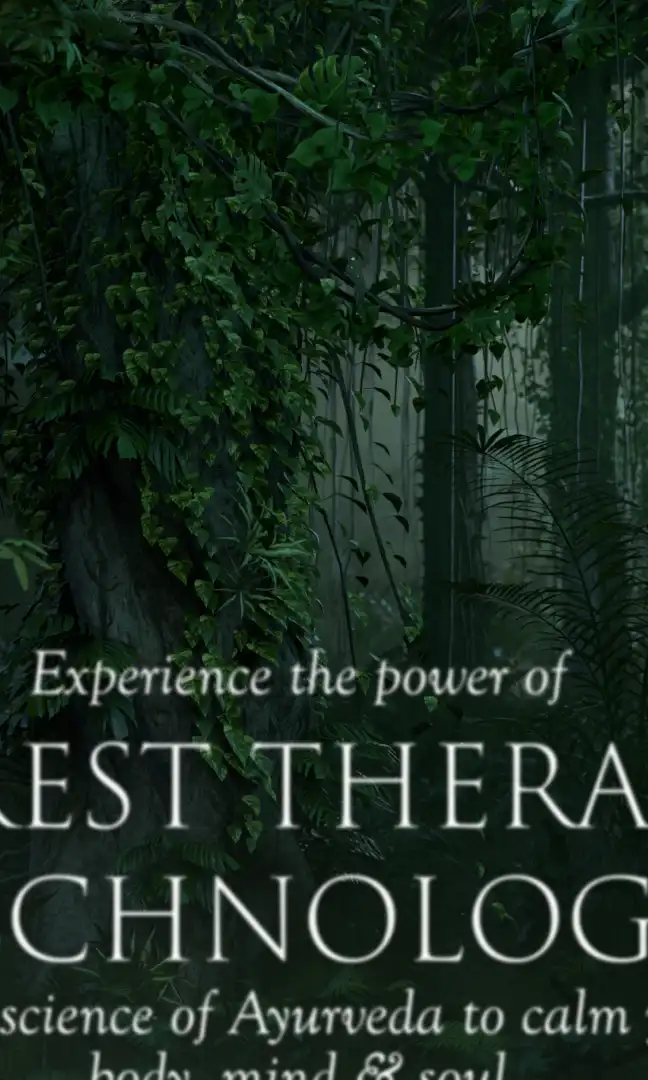 Experience the power of
REST THERA
CHNOLOG
science of Ayurveda to calm
body, mind & soul